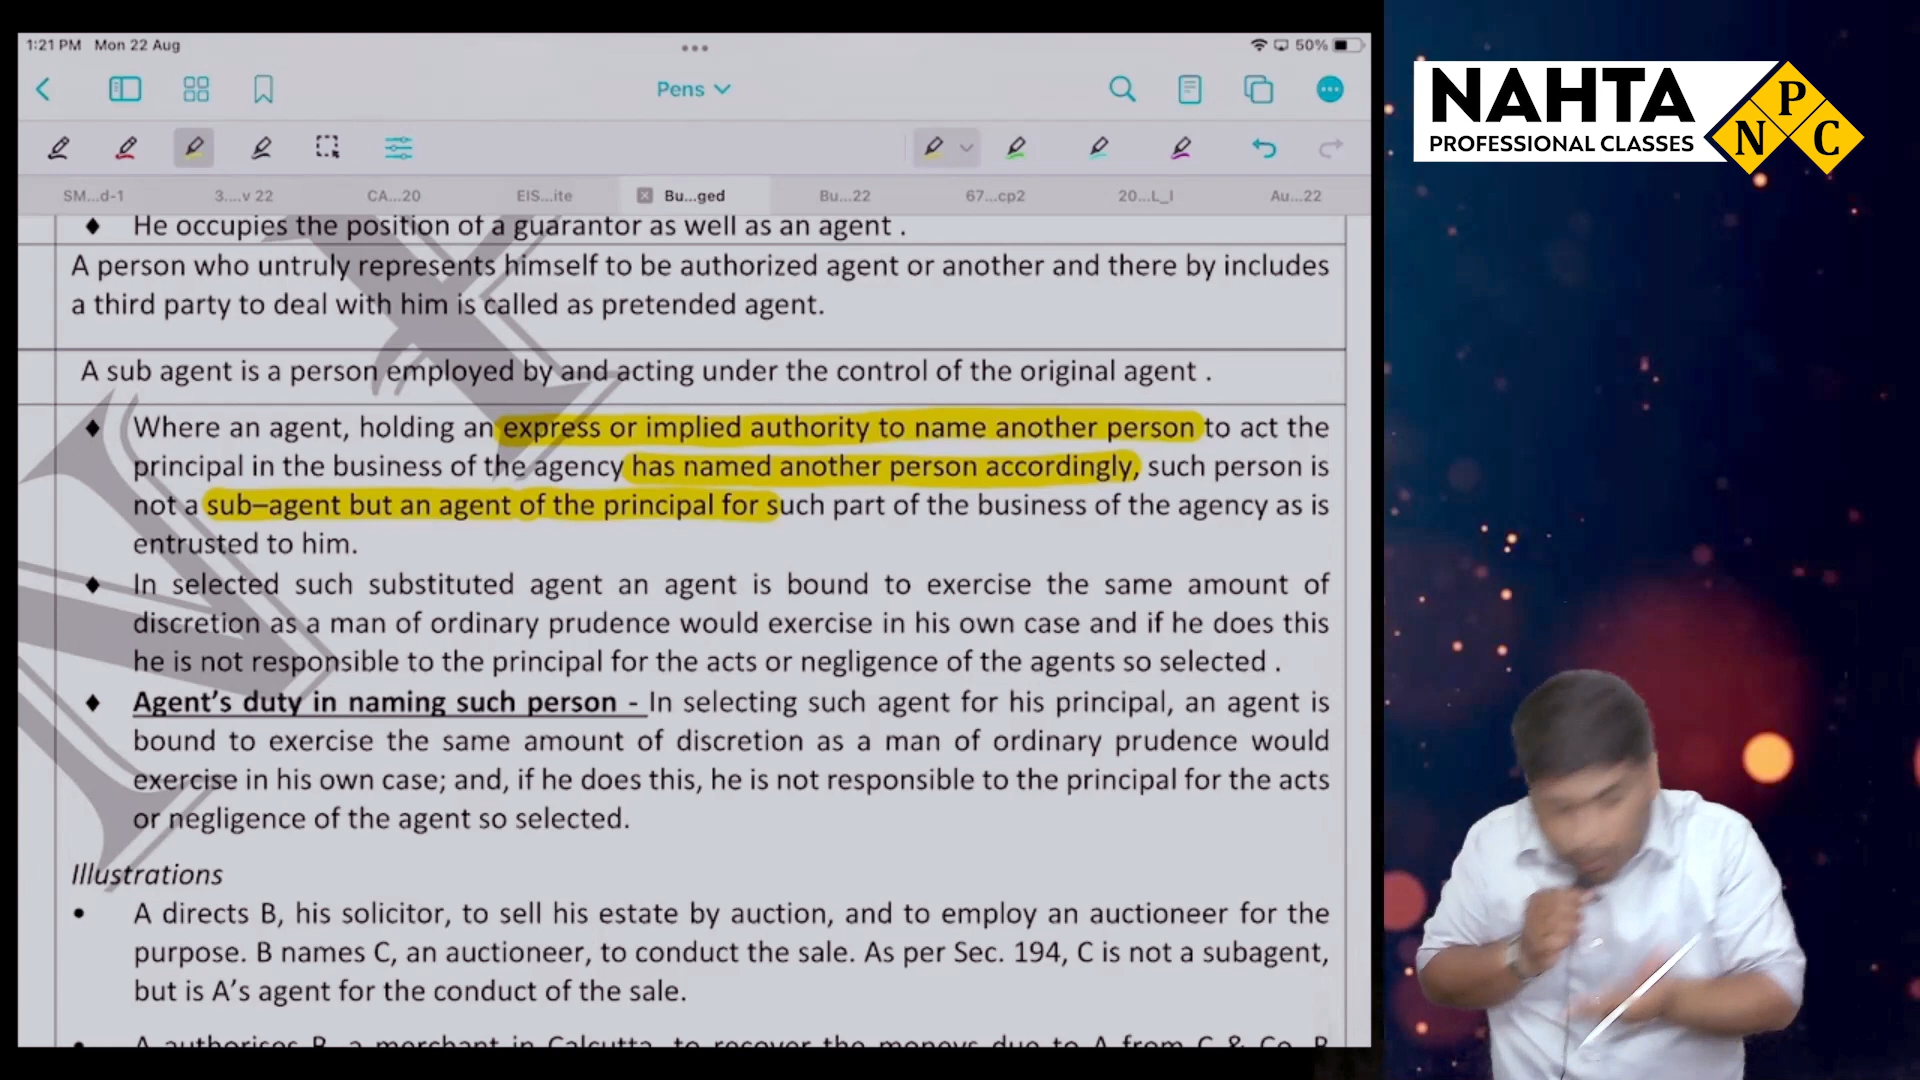 1:21 PM Mon 22 Aug
50%
Pens
SM...d-1 3....v 22 CA...20 EIS...ite Bu...ged Bu...22 67...cp2 20...L_I Au...22
♦ He occupies the position of a guarantor as well as an agent .
A person who untruly represents himself to be authorized agent or another and there by includes
a third party to deal with him is called as pretended agent.
A sub agent is a person employed by and acting under the control of the original agent .
♦ Where an agent, holding an express or implied authority to name another person to act the
principal in the business of the agency has named another person accordingly, such person is
not a sub–agent but an agent of the principal for such part of the business of the agency as is
entrusted to him.
♦ In selected such substituted agent an agent is bound to exercise the same amount of
discretion as a man of ordinary prudence would exercise in his own case and if he does this
he is not responsible to the principal for the acts or negligence of the agents so selected .
♦ Agent’s duty in naming such person - In selecting such agent for his principal, an agent is
bound to exercise the same amount of discretion as a man of ordinary prudence would
exercise in his own case; and, if he does this, he is not responsible to the principal for the acts
or negligence of the agent so selected.
Illustrations
• A directs B, his solicitor, to sell his estate by auction, and to employ an auctioneer for the
purpose. B names C, an auctioneer, to conduct the sale. As per Sec. 194, C is not a subagent,
but is A’s agent for the conduct of the sale.
• A authorises B, a merchant in Calcutta, to recover the moneys due to A from C & Co. B
NAHTA
PROFESSIONAL CLASSES
N P C